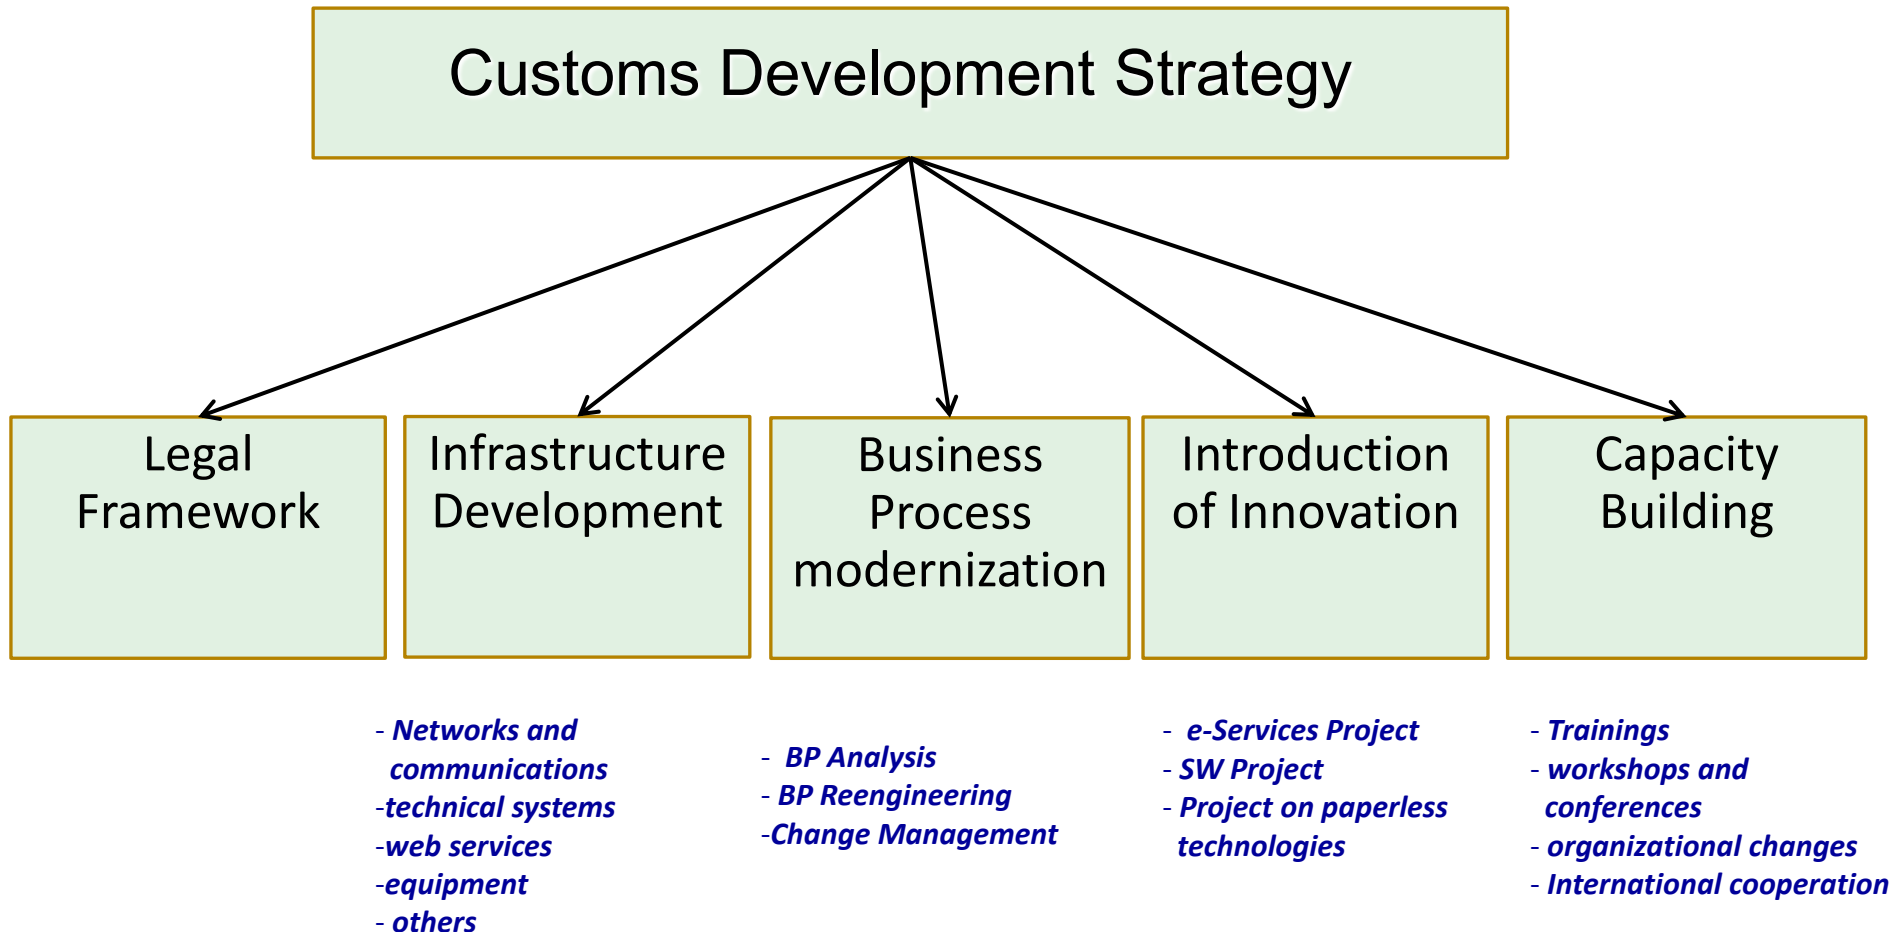 Customs Development Strategy
Legal
Framework
Infrastructure
Development
Business
Process
modernization
Introduction
of Innovation
Capacity
Building
- Networks and
communications
-technical systems
-web services
-equipment
- others
- BP Analysis
- BP Reengineering
-Change Management
- e-Services Project
- SW Project
- Project on paperless
technologies
- Trainings
- workshops and
conferences
- organizational changes
- International cooperation